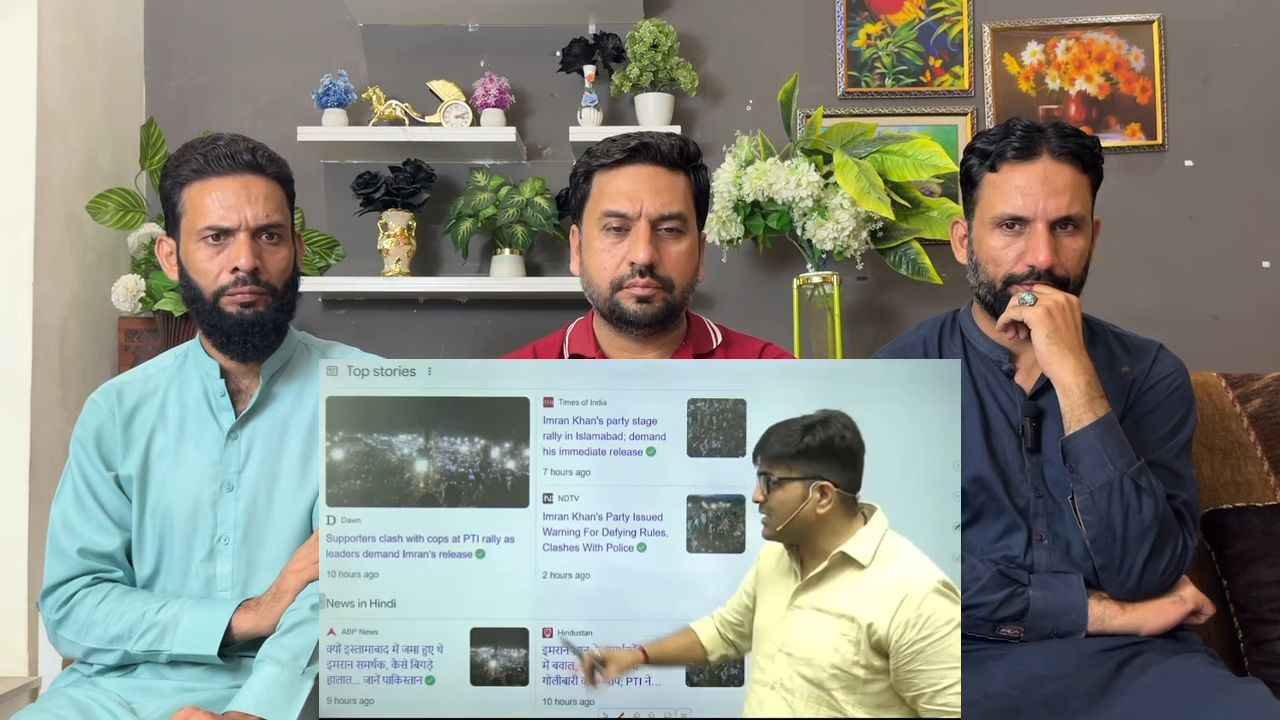 Top stories
Dawn
Supporters clash with cops at PTI rally as
leaders demand Imran's release
10 hours ago
Times of India
Imran Khan's party stage
rally in Islamabad; demand
his immediate release
7 hours ago
NDTV
Imran Khan's Party Issued
Warning For Defying Rules,
Clashes With Police
2 hours ago
News in Hindi
ABP News
क्यों इस्लामाबाद में जमा हुए थे
इमरान समर्थक, कैसे बिगड़े
हालात... जानें पाकिस्तान
9 hours ago
Hindustan
इमरान
में बवाल,
गोलीबारी PTI ने...
10 hours ago